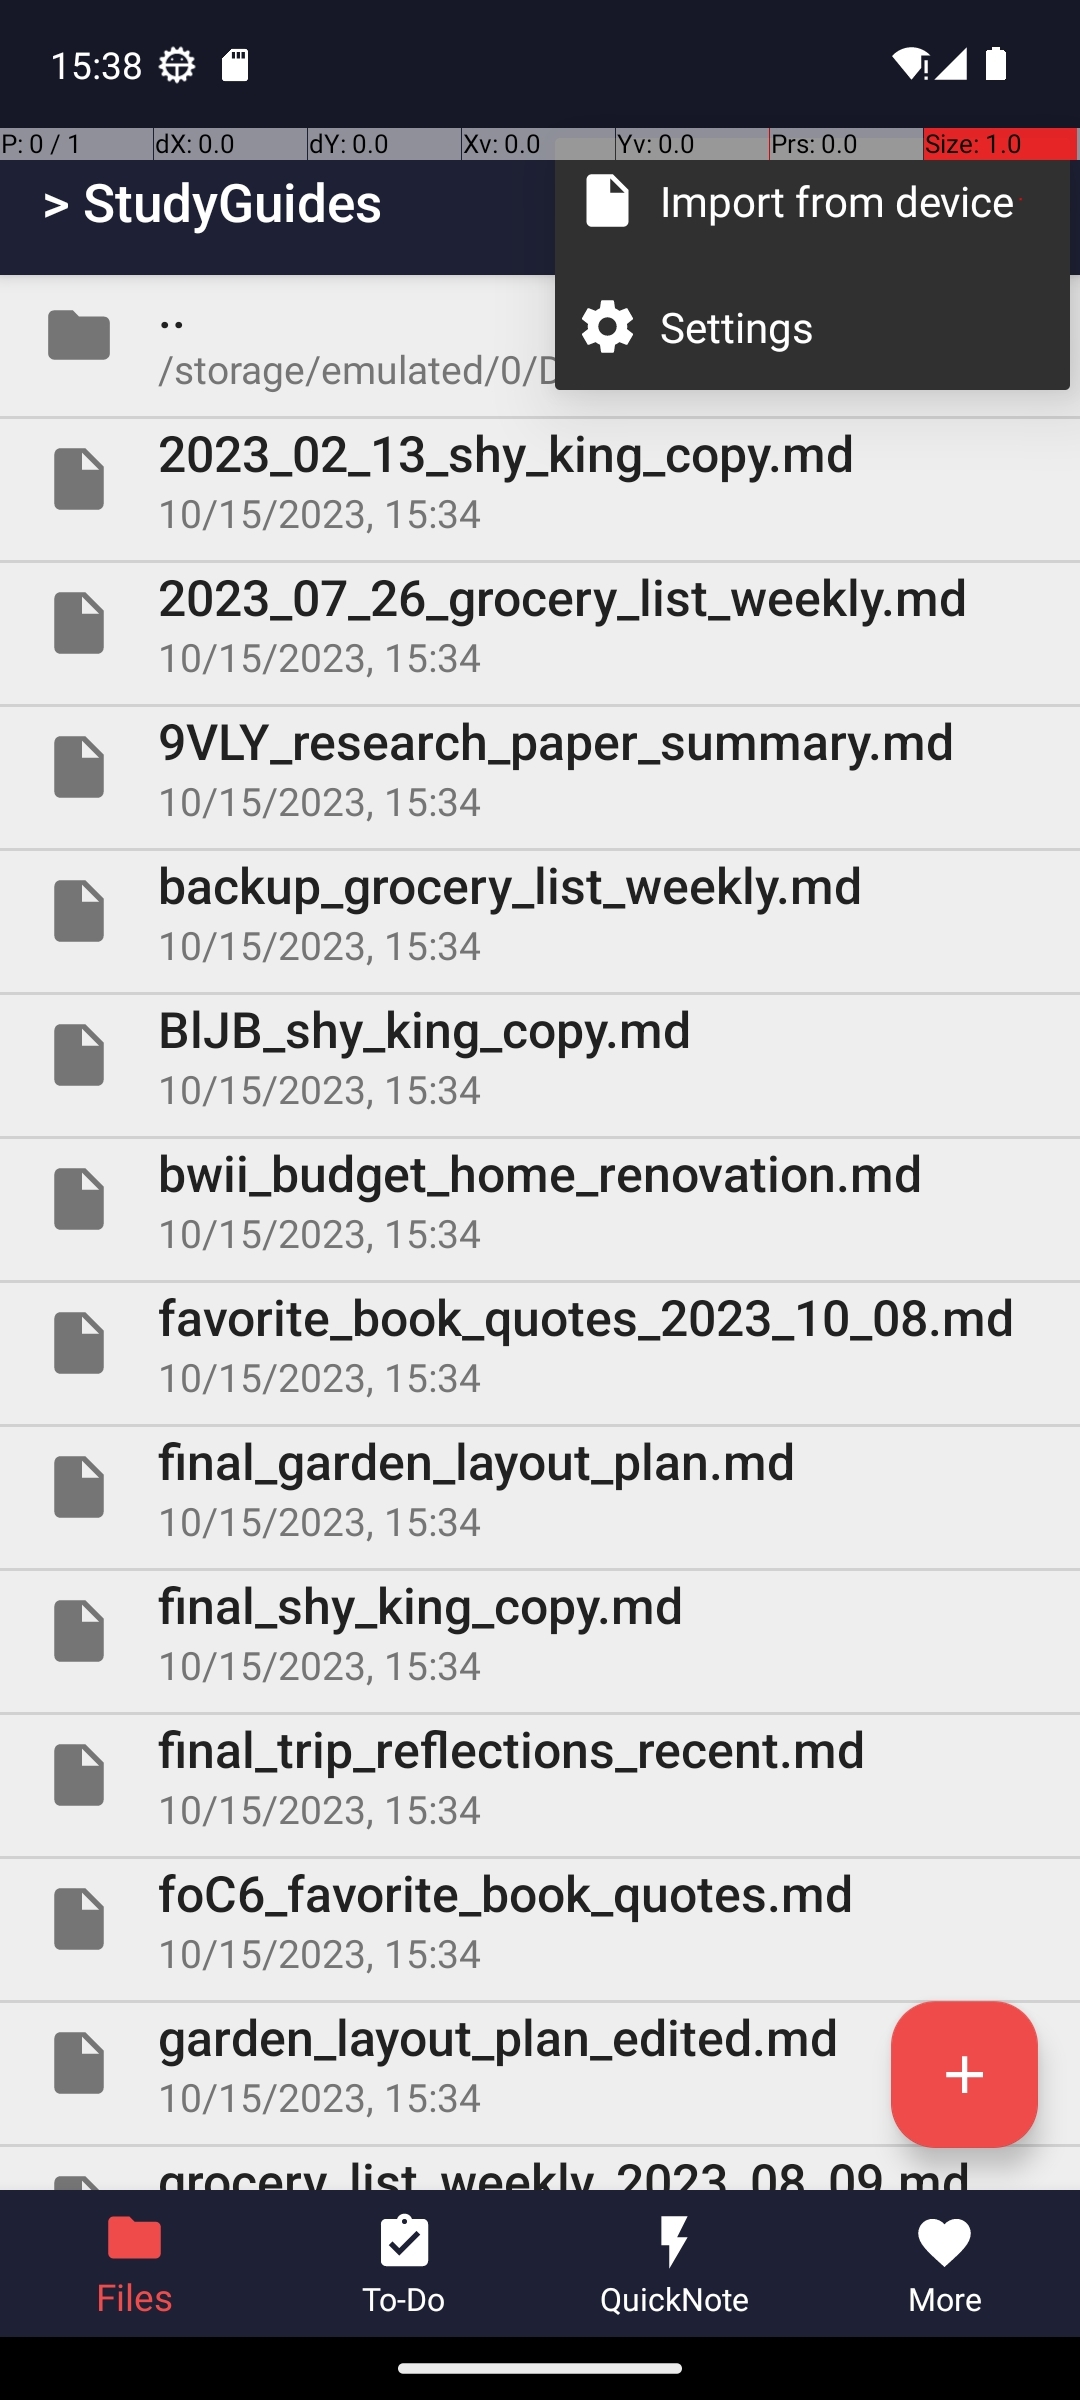 15:38
P: 0 / 1 dX: 0.0 dY: 0.0 Xv: 0.0 Yv: 0.0 Prs: 0.0 Size: 1.0
> StudyGuides
Import from device
Settings
..
/storage/emulated/0/D
2023_02_13_shy_king_copy.md
10/15/2023, 15:34
2023_07_26_grocery_list_weekly.md
10/15/2023, 15:34
9VLY_research_paper_summary.md
10/15/2023, 15:34
backup_grocery_list_weekly.md
10/15/2023, 15:34
BlJB_shy_king_copy.md
10/15/2023, 15:34
bwii_budget_home_renovation.md
10/15/2023, 15:34
favorite_book_quotes_2023_10_08.md
10/15/2023, 15:34
final_garden_layout_plan.md
10/15/2023, 15:34
final_shy_king_copy.md
10/15/2023, 15:34
final_trip_reflections_recent.md
10/15/2023, 15:34
foC6_favorite_book_quotes.md
10/15/2023, 15:34
garden_layout_plan_edited.md
10/15/2023, 15:34
grocery_list_weekly_2023_08_09.md
Files
To-Do
QuickNote
More